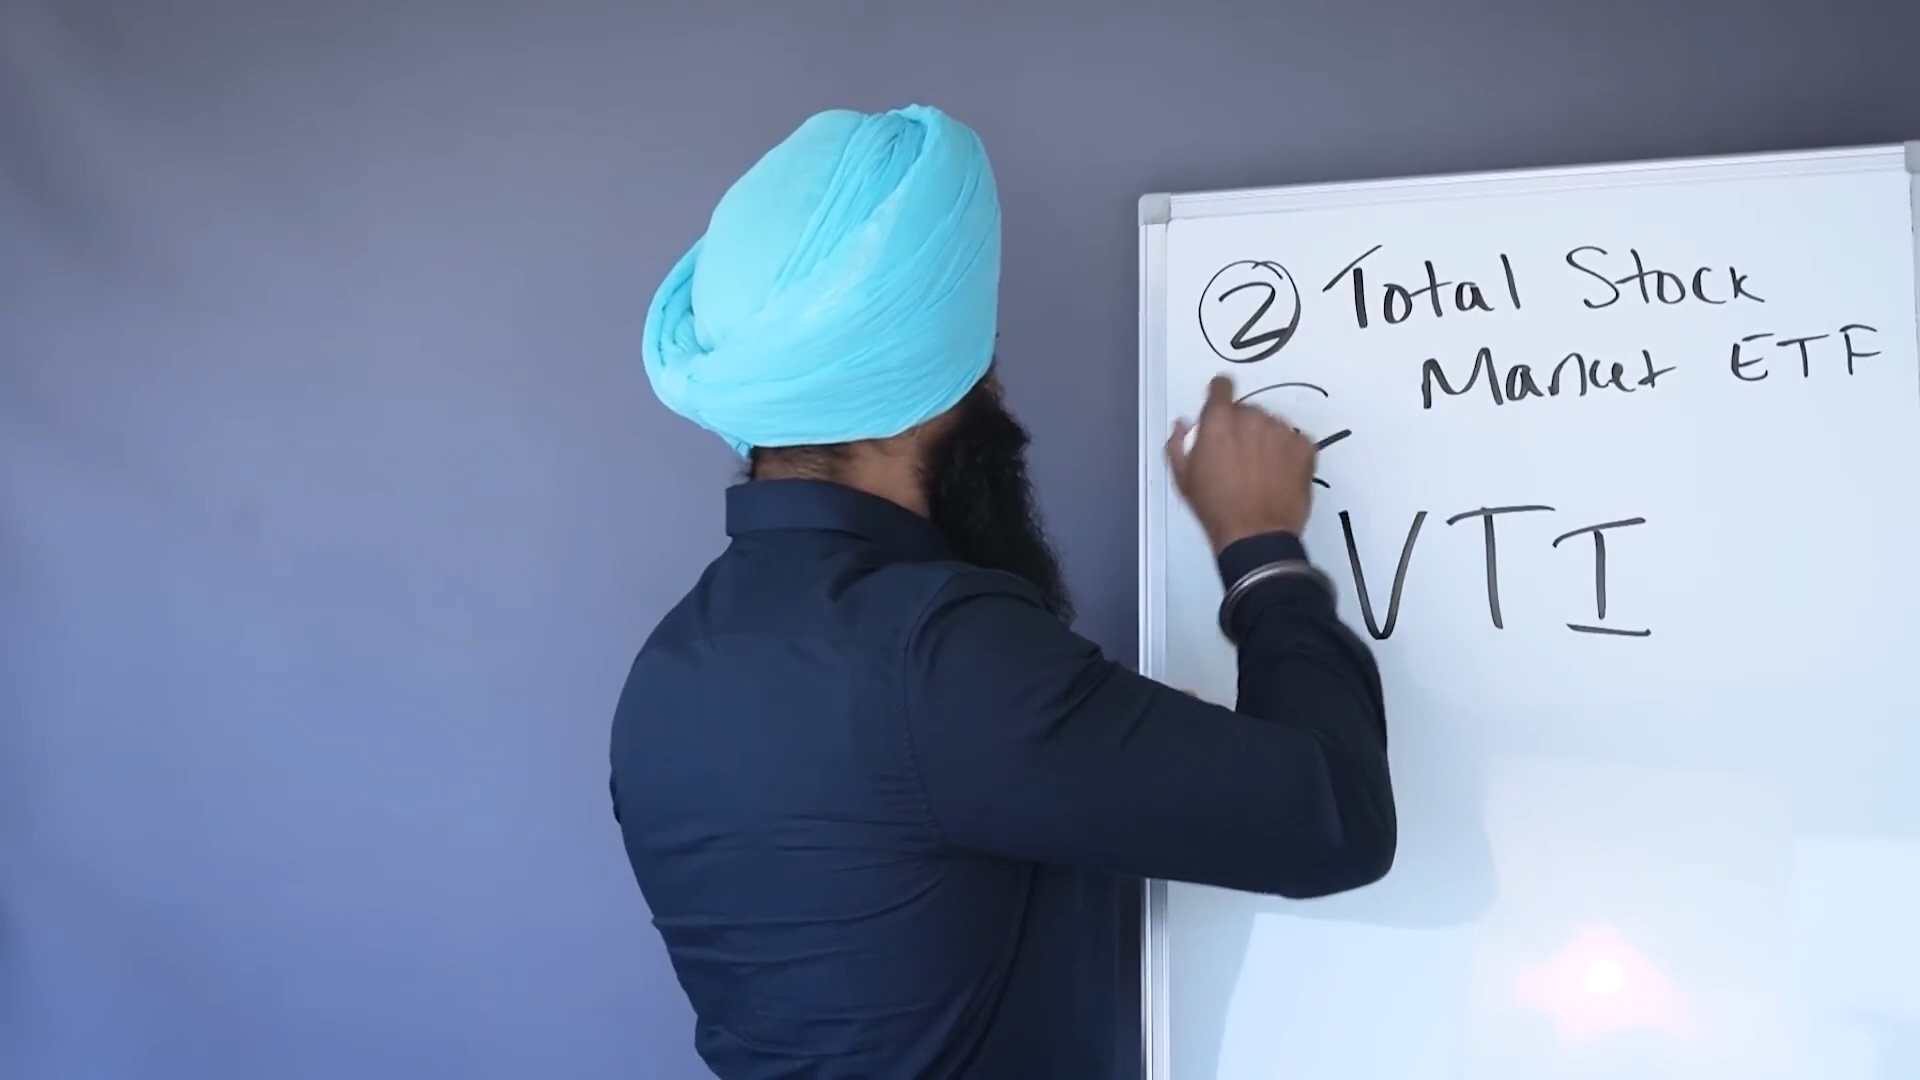 ② Total Stock
Market ETF
VTI